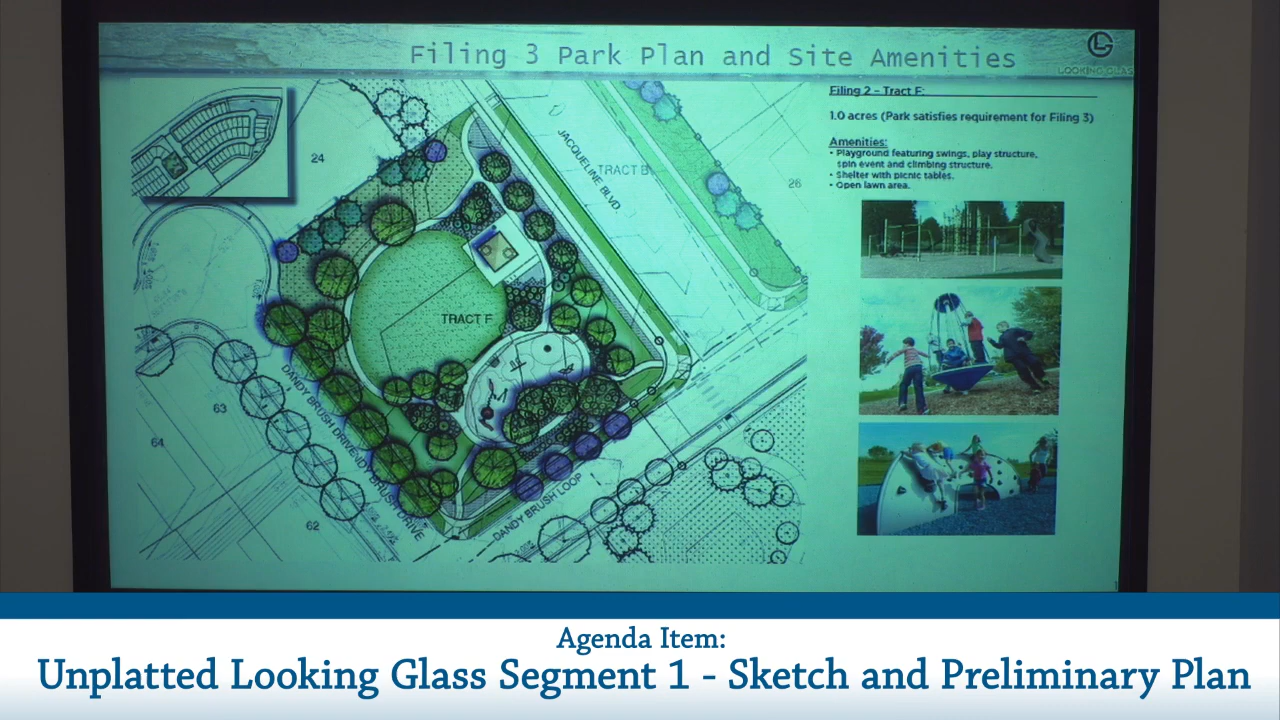 Filing 3 Park Plan and Site Amenities
LG
LOOKING GLASS
Filing 2 – Tract F:
1.0 acres (Park satisfies requirement for Filing 3)
Amenities:
• Playground featuring swings, play structure,
spin event and climbing structure.
• Shelter with picnic tables.
• Open lawn area.
24
JACQUELINE BLVD.
TRACT B
26
TRACT F
63
64
62
DANDY BRUSH DRIVE
DANDY BRUSH LOOP
Agenda Item:
Unplatted Looking Glass Segment 1 - Sketch and Preliminary Plan